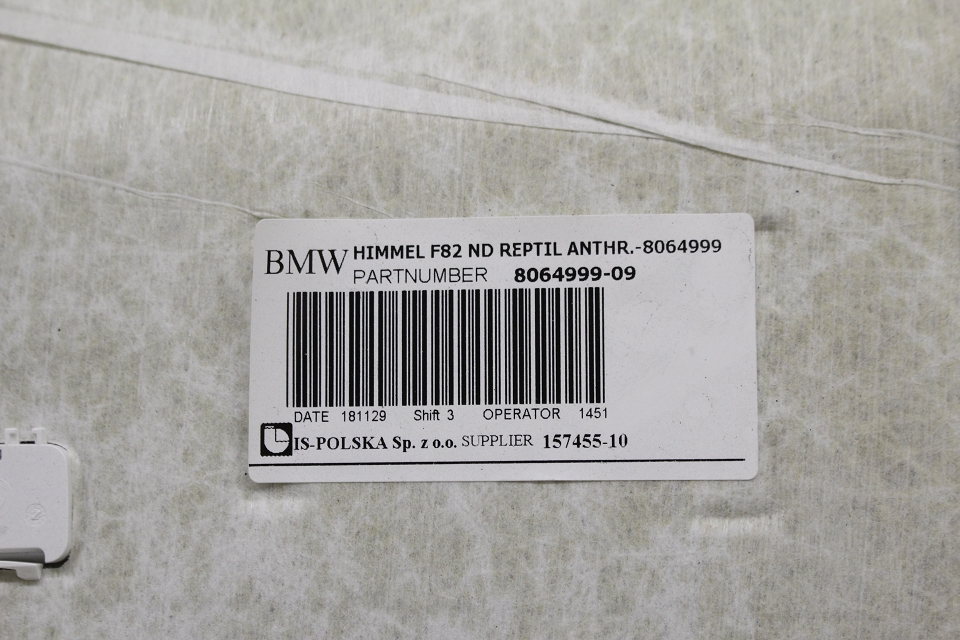 BMW HIMMEL F82 ND REPTIL ANTHR.-8064999
PARTNUMBER 8064999-09
DATE 181129 Shift 3 OPERATOR 1451
IS-POLSKA Sp. z o.o. SUPPLIER 157455-10